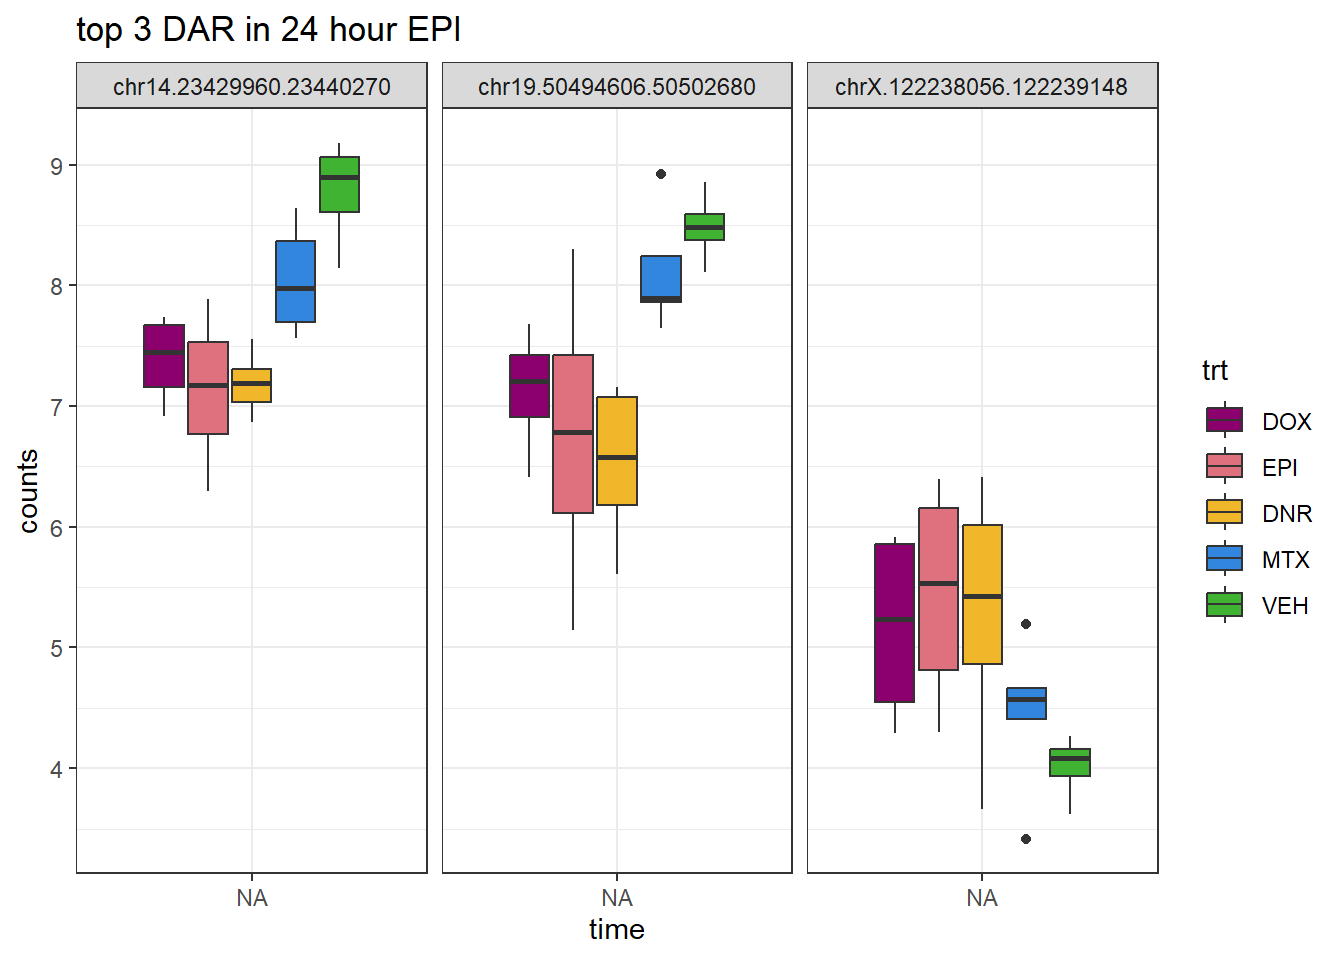 top 3 DAR in 24 hour EPI
chr14.23429960.23440270
chr19.50494606.50502680
chrX.122238056.122239148
counts
9
8
7
6
5
4
NA
NA
NA
time
trt
DOX
EPI
DNR
MTX
VEH